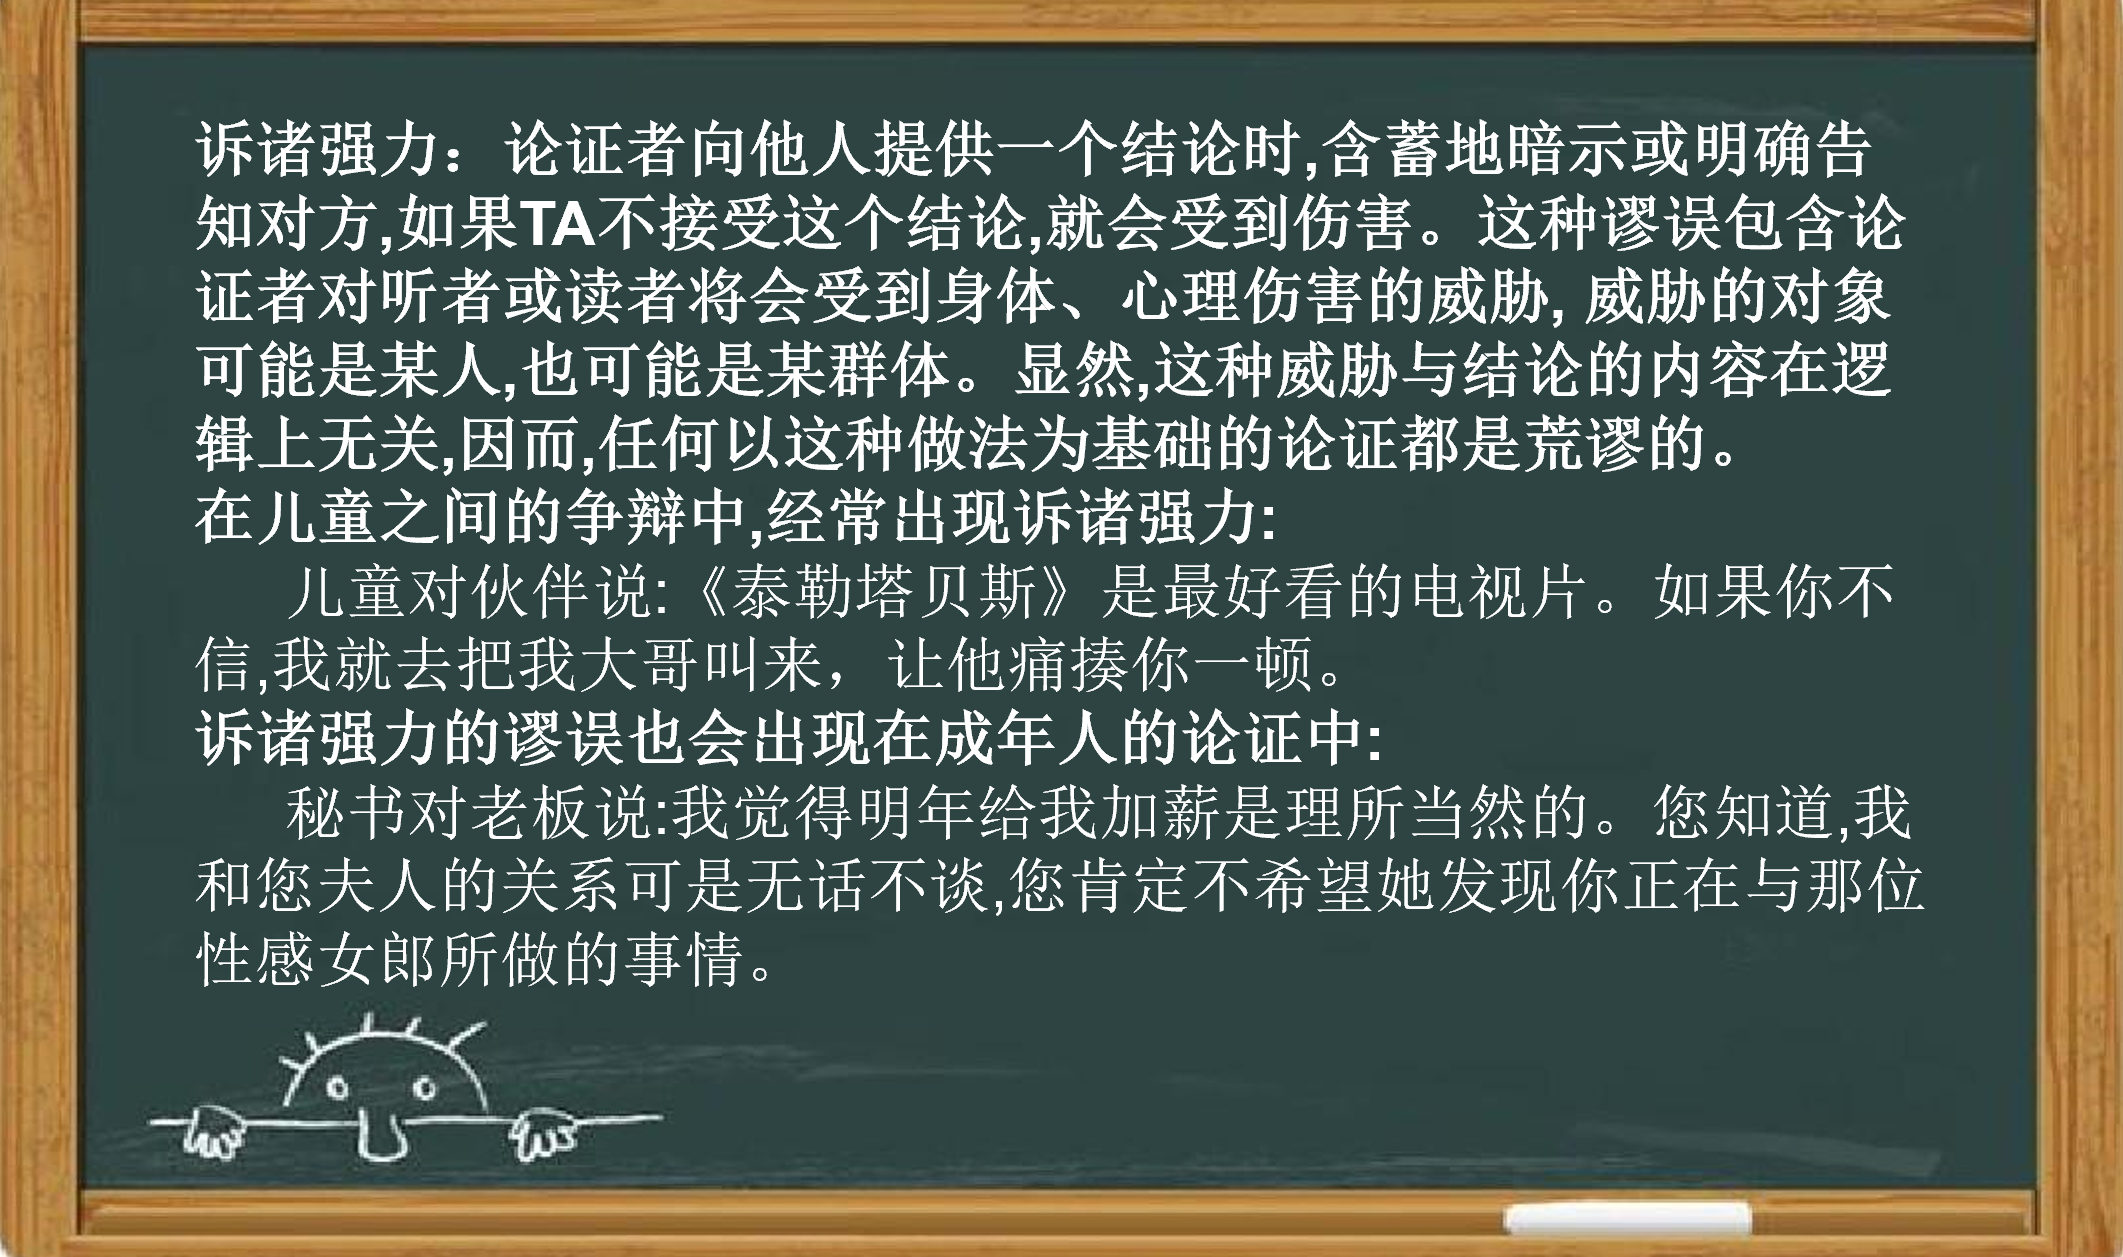 诉诸强力：论证者向他人提供一个结论时,含蓄地暗示或明确告
知对方,如果TA不接受这个结论,就会受到伤害。这种谬误包含论
证者对听者或读者将会受到身体、心理伤害的威胁, 威胁的对象
可能是某人,也可能是某群体。显然,这种威胁与结论的内容在逻
辑上无关,因而,任何以这种做法为基础的论证都是荒谬的。
在儿童之间的争辩中,经常出现诉诸强力:
儿童对伙伴说:《泰勒塔贝斯》是最好看的电视片。如果你不
信,我就去把我大哥叫来，让他痛揍你一顿。
诉诸强力的谬误也会出现在成年人的论证中:
秘书对老板说:我觉得明年给我加薪是理所当然的。您知道,我
和您夫人的关系可是无话不谈,您肯定不希望她发现你正在与那位
性感女郎所做的事情。